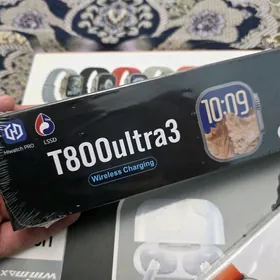 Hiwatch PRO
LSSD
T800ultra3
Wireless Charging
10:09